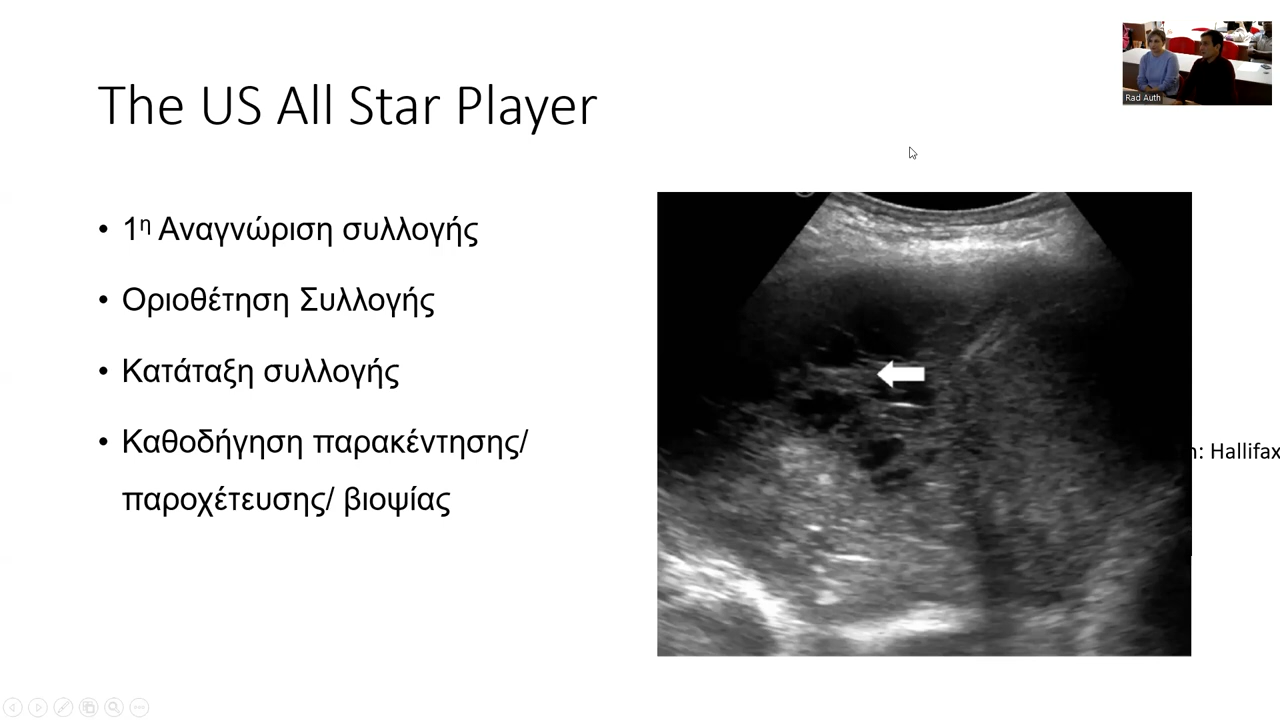 The US All Star Player
Rad Auth
• 1η Αναγνώριση συλλογής
• Οριοθέτηση Συλλογής
• Κατάταξη συλλογής
• Καθοδήγηση παρακέντησης/
παροχέτευσης/ βιοψίας
: Hallifax